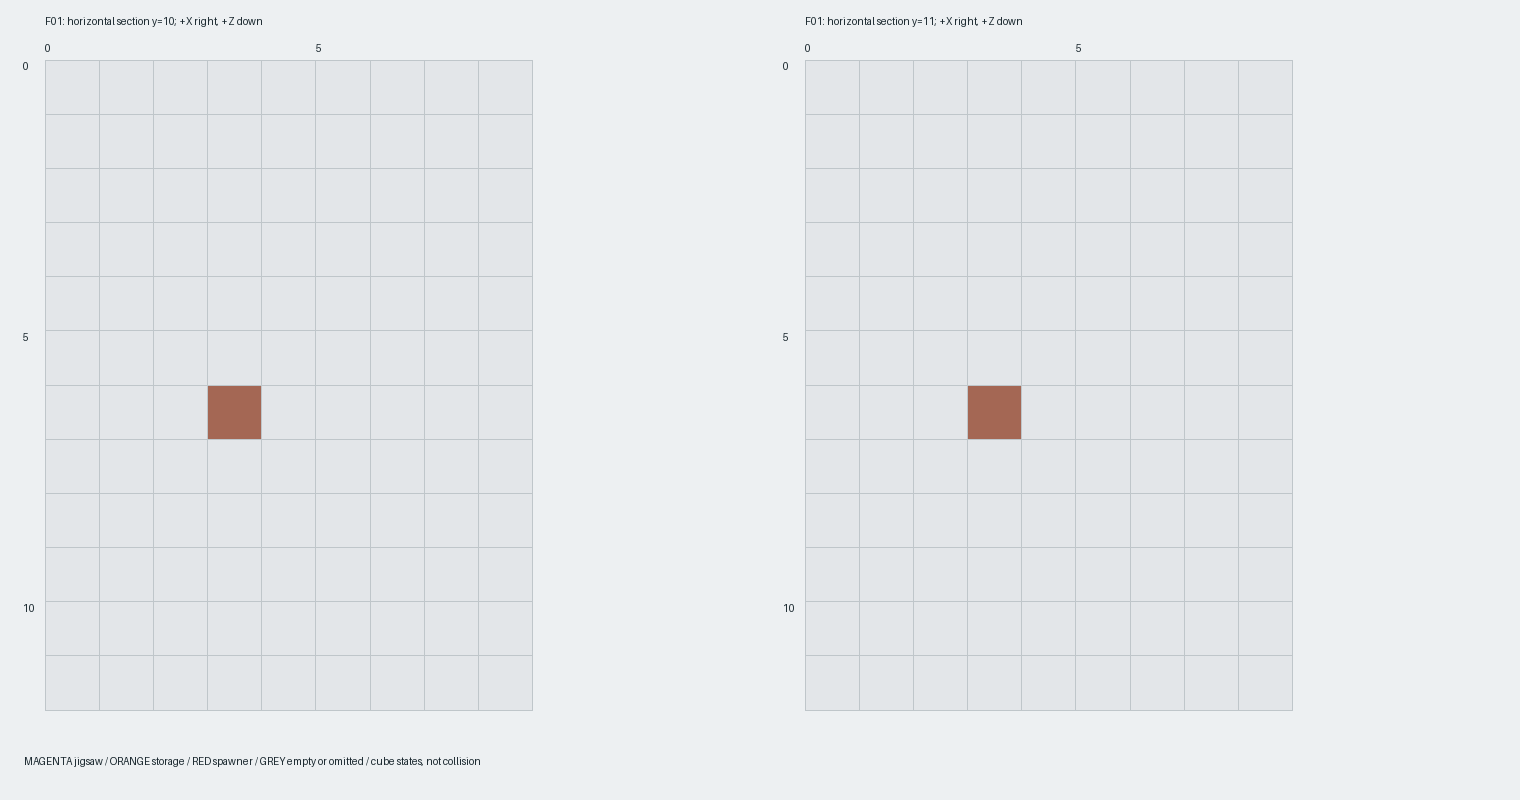 F01: horizontal section y=10; +X right, +Z down
0 5
0
5
10
F01: horizontal section y=11; +X right, +Z down
0 5
0
5
10
MAGENTA jigsaw / ORANGE storage / RED spawner / GREY empty or omitted / cube states, not collision